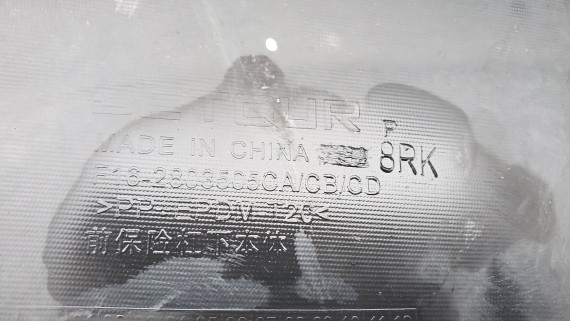 JETOUR
MADE IN CHINA P 8RK
F16-2803505CA/CB/CD
>PP+EPDM-T20<
前保险杠下本体